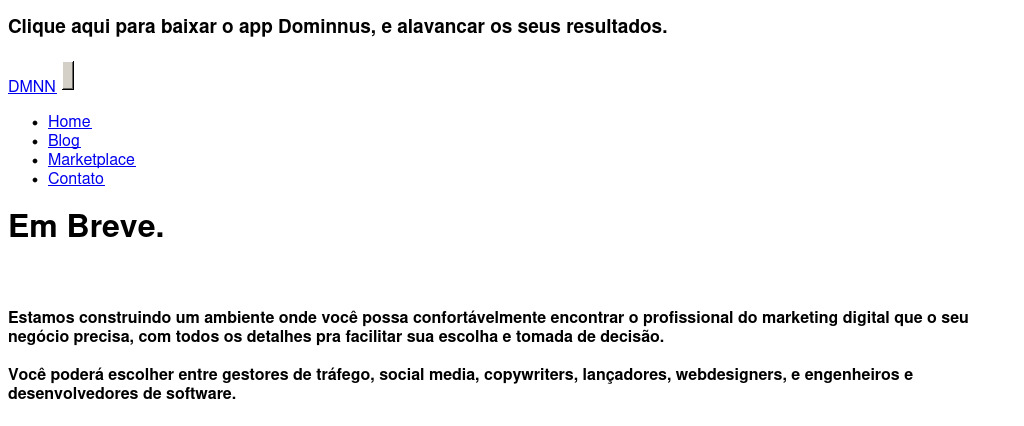 Clique aqui para baixar o app Dominnus, e alavancar os seus resultados.
DMNN
Home
Blog
Marketplace
Contato
Em Breve.
Estamos construindo um ambiente onde você possa confortávelmente encontrar o profissional do marketing digital que o seu
negócio precisa, com todos os detalhes pra facilitar sua escolha e tomada de decisão.
Você poderá escolher entre gestores de tráfego, social media, copywriters, lançadores, webdesigners, e engenheiros e
desenvolvedores de software.